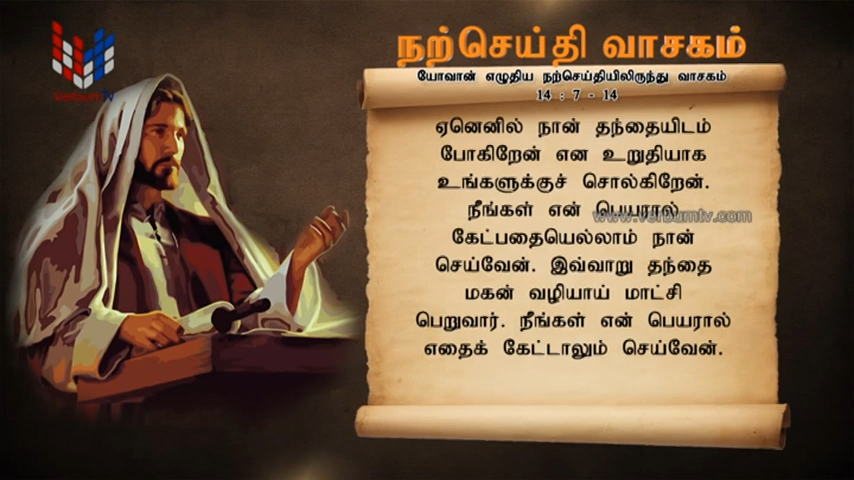 நற்செய்தி வாசகம்
யோவான் எழுதிய நற்செய்தியிலிருந்து வாசகம்
14 : 7 - 14
ஏனெனில் நான் தந்தையிடம்
போகிறேன் என உறுதியாக
உங்களுக்குச் சொல்கிறேன்.
நீங்கள் என் பெயரால்
www.verbumtv.com
கேட்பதையெல்லாம் நான்
செய்வேன். இவ்வாறு தந்தை
மகன் வழியாய் மாட்சி
பெறுவார். நீங்கள் என் பெயரால்
எதைக் கேட்டாலும் செய்வேன்.
VerbumTv